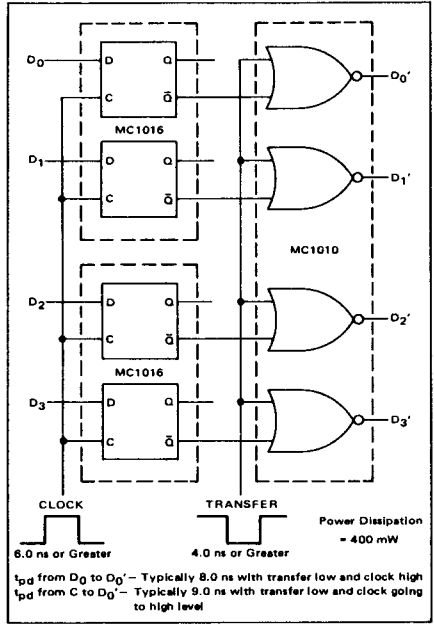 D0 D Q D0'
C Q̄
MC1016
D1 D Q D1'
C Q̄
MC1010
D2 D Q D2'
C Q̄
MC1016
D3 D Q D3'
C Q̄
CLOCK TRANSFER
Power Dissipation
= 400 mW
6.0 ns or Greater 4.0 ns or Greater
tpd from D0 to D0' – Typically 8.0 ns with transfer low and clock high
tpd from C to D0' – Typically 9.0 ns with transfer low and clock going
to high level